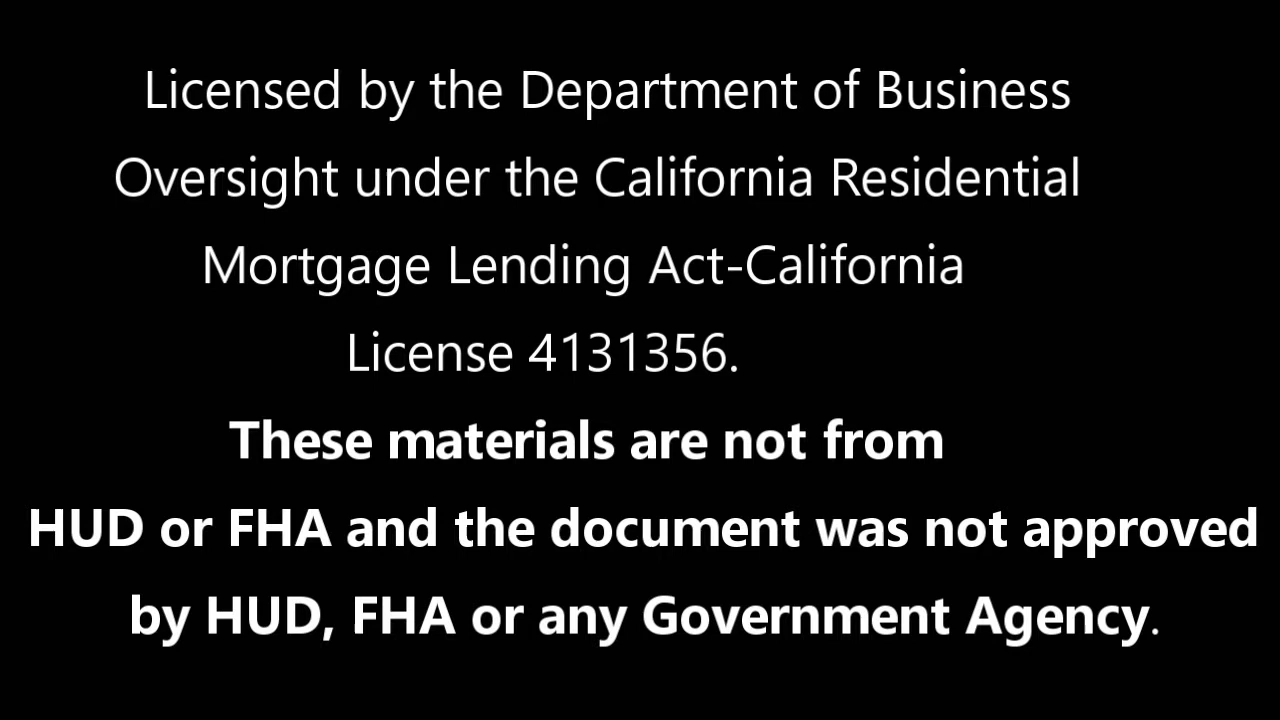 Licensed by the Department of Business
Oversight under the California Residential
Mortgage Lending Act-California
License 4131356.
These materials are not from
HUD or FHA and the document was not approved
by HUD, FHA or any Government Agency.